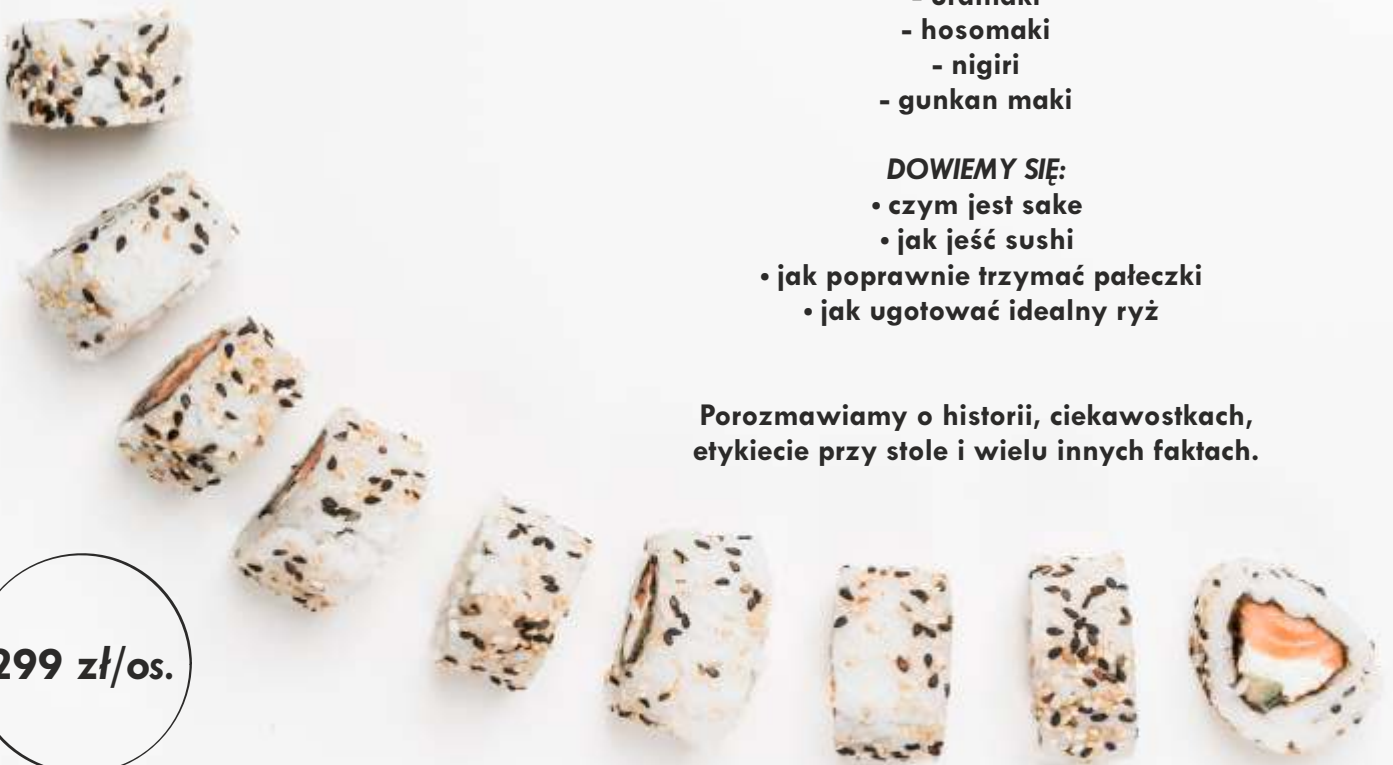 - hosomaki
- nigiri
- gunkan maki
DOWIEMY SIĘ:
• czym jest sake
• jak jeść sushi
• jak poprawnie trzymać pałeczki
• jak ugotować idealny ryż
Porozmawiamy o historii, ciekawostkach,
etykiecie przy stole i wielu innych faktach.
299 zł/os.